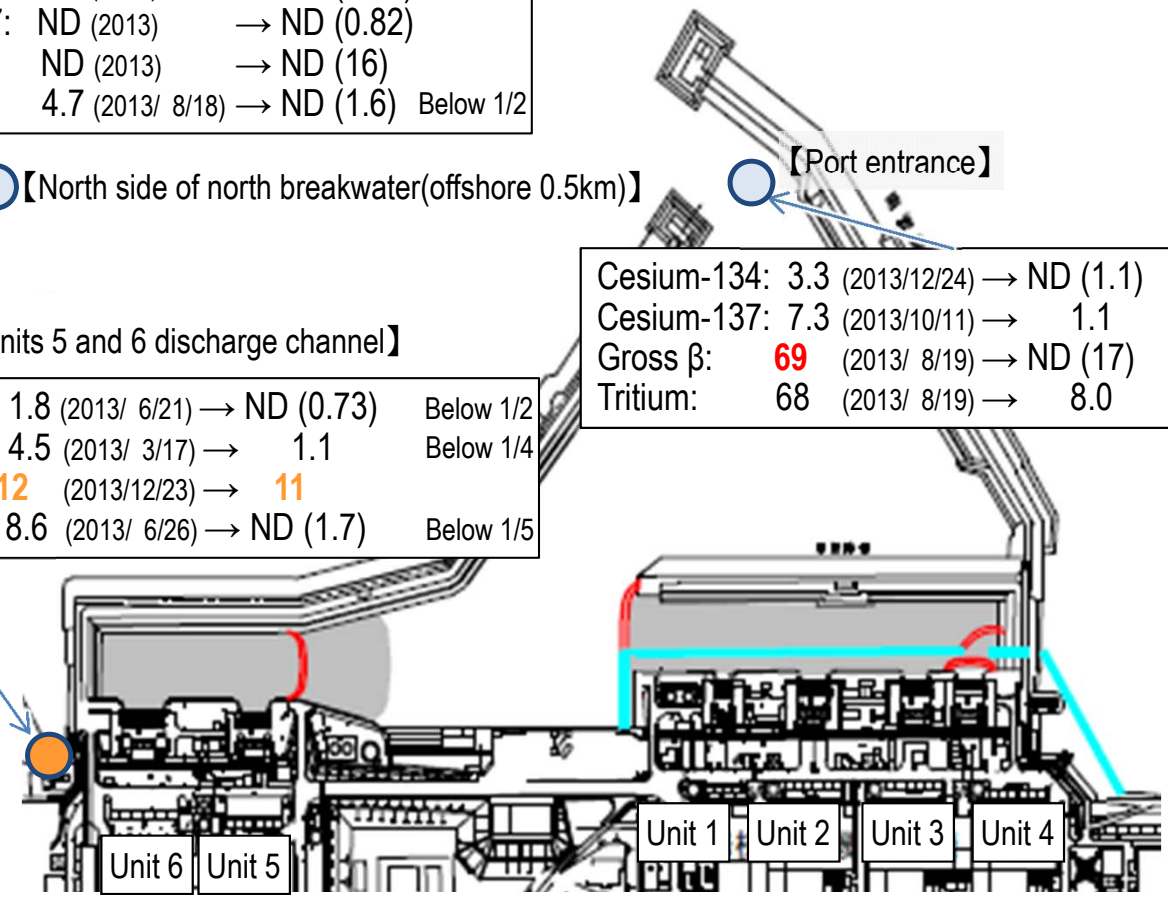 : ND (2013) → ND (0.82)
ND (2013) → ND (16)
4.7 (2013/ 8/18) → ND (1.6) Below 1/2
【North side of north breakwater(offshore 0.5km)】
【Port entrance】
Cesium-134: 3.3 (2013/12/24) → ND (1.1)
Cesium-137: 7.3 (2013/10/11) → 1.1
Gross β: 69 (2013/ 8/19) → ND (17)
Tritium: 68 (2013/ 8/19) → 8.0
nits 5 and 6 discharge channel】
1.8 (2013/ 6/21) → ND (0.73) Below 1/2
4.5 (2013/ 3/17) → 1.1 Below 1/4
12 (2013/12/23) → 11
8.6 (2013/ 6/26) → ND (1.7) Below 1/5
Unit 1 Unit 2 Unit 3 Unit 4
Unit 6 Unit 5